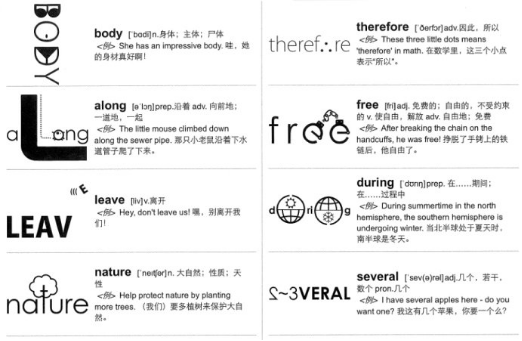 BODY
body [ˈbɑdi]n.身体；主体；尸体
<例> She has an impressive body. 哇，她
的身材真好啊！
along
along [əˈlɔŋ]prep.沿着 adv. 向前地；
一道地，一起
<例> The little mouse climbed down
along the sewer pipe. 那只小老鼠沿着下水
道管子爬了下来。
LEAVE
leave [liv]v.离开
<例> Hey, don't leave us! 嘿，别离开我
们！
nature
nature [ˈneɪtʃər]n. 大自然；性质；天
性
<例> Help protect nature by planting
more trees. （我们）要多植树来保护大自
然。
theref∴re
therefore [ˈðerfɔr]adv.因此，所以
<例> These three little dots means
'therefore' in math. 在数学里，这三个小点
表示"所以"。
free
free [fri]adj. 免费的；自由的，不受约束
的 v. 使自由，解放 adv. 自由地；免费
<例> After breaking the chain on the
handcuffs, he was free! 挣脱了手铐上的铁
链后，他自由了。
during
during [ˈdʊrɪŋ]prep. 在……期间；
在……过程中
<例> During summertime in the north
hemisphere, the southern hemisphere is
undergoing winter. 当北半球处于夏天时，
南半球是冬天。
2~3VERAL
several [ˈsev(ə)rəl]adj.几个，若干，
数个 pron.几个
<例> I have several apples here - do you
want one? 我这有几个苹果，你要一个么？